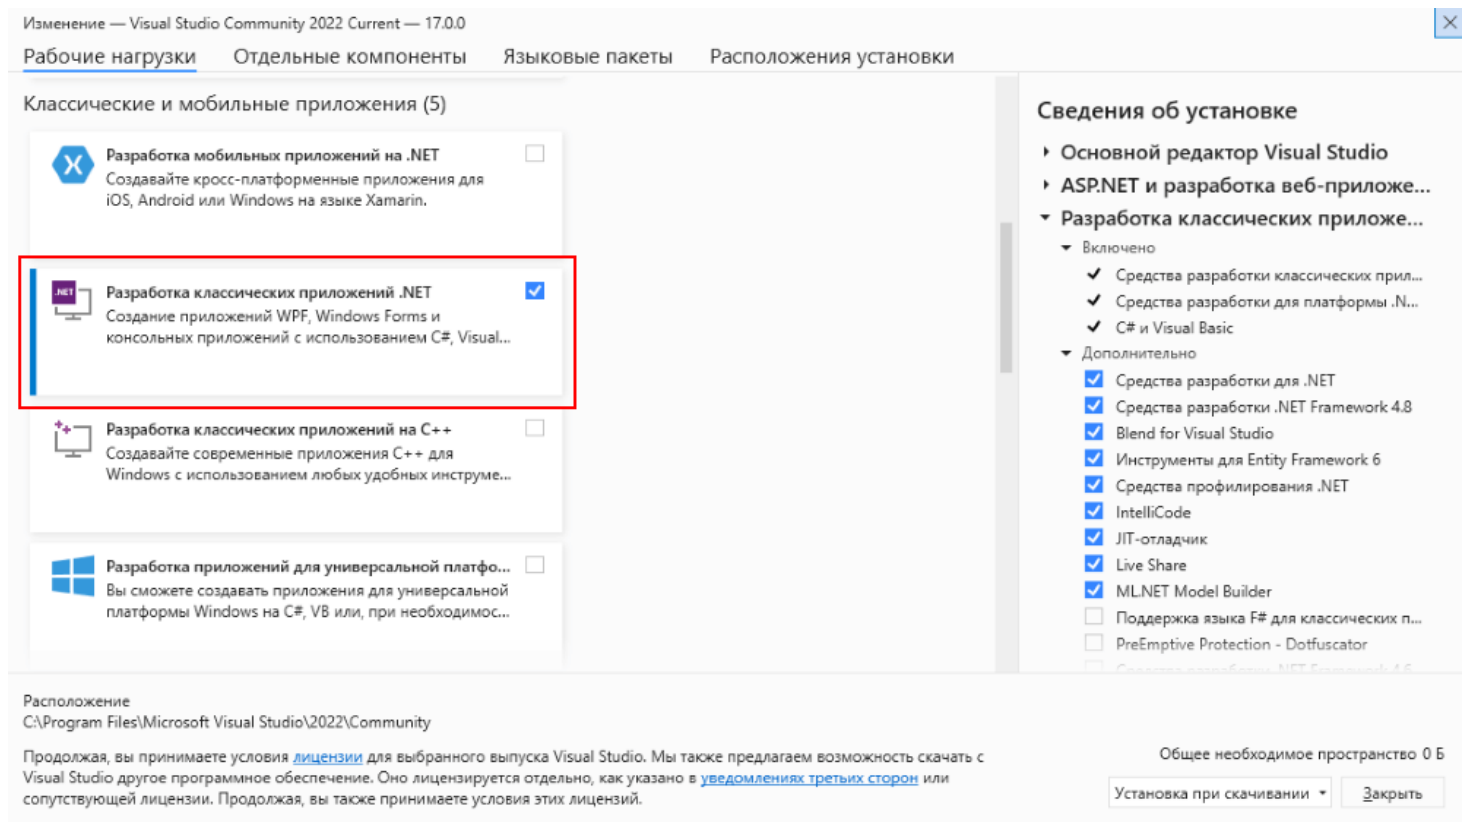 Изменение — Visual Studio Community 2022 Current — 17.0.0
Рабочие нагрузки
Отдельные компоненты
Языковые пакеты
Расположения установки
Классические и мобильные приложения (5)
Разработка мобильных приложений на .NET
Создавайте кросс-платформенные приложения для
iOS, Android или Windows на языке Xamarin.
.NET
Разработка классических приложений .NET
Создание приложений WPF, Windows Forms и
консольных приложений с использованием C#, Visual...
Разработка классических приложений на C++
Создавайте современные приложения C++ для
Windows с использованием любых удобных инструме...
Разработка приложений для универсальной платфо...
Вы сможете создавать приложения для универсальной
платформы Windows на C#, VB или, при необходимос...
Сведения об установке
Основной редактор Visual Studio
ASP.NET и разработка веб-приложе...
Разработка классических приложе...
Включено
Средства разработки классических прил...
Средства разработки для платформы .N...
C# и Visual Basic
Дополнительно
Средства разработки для .NET
Средства разработки .NET Framework 4.8
Blend for Visual Studio
Инструменты для Entity Framework 6
Средства профилирования .NET
IntelliCode
JIT-отладчик
Live Share
ML.NET Model Builder
Поддержка языка F# для классических п...
PreEmptive Protection - Dotfuscator
Расположение
C:\Program Files\Microsoft Visual Studio\2022\Community
Продолжая, вы принимаете условия лицензии для выбранного выпуска Visual Studio. Мы также предлагаем возможность скачать с
Visual Studio другое программное обеспечение. Оно лицензируется отдельно, как указано в уведомлениях третьих сторон или
сопутствующей лицензии. Продолжая, вы также принимаете условия этих лицензий.
Общее необходимое пространство 0 Б
Установка при скачивании
Закрыть